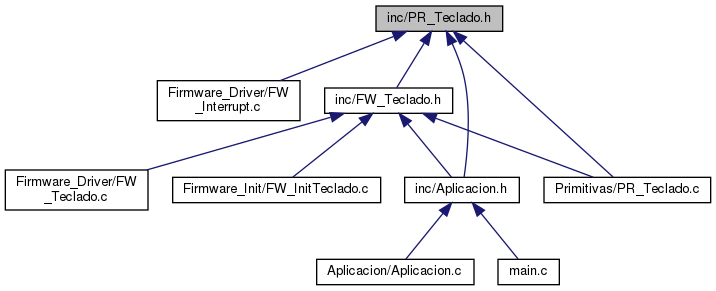 inc/PR_Teclado.h
Firmware_Driver/FW
_Interrupt.c
inc/FW_Teclado.h
Firmware_Driver/FW
_Teclado.c
Firmware_Init/FW_InitTeclado.c
inc/Aplicacion.h
Primitivas/PR_Teclado.c
Aplicacion/Aplicacion.c
main.c